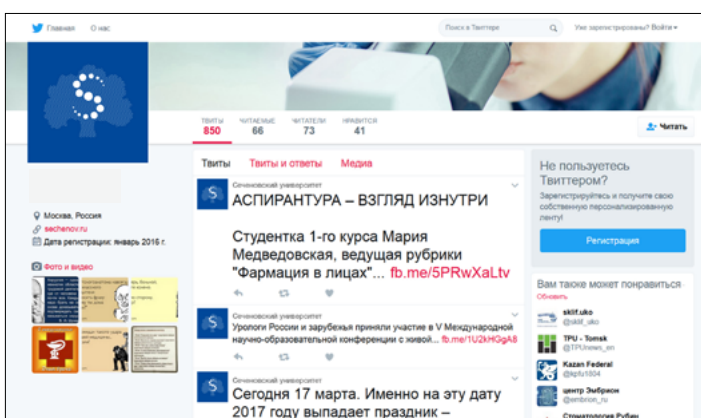 Главная О нас
Поиск в Твиттере
Уже зарегистрированы? Войти
ТВИТЫ ЧИТАЕМЫЕ ЧИТАТЕЛИ НРАВИТСЯ
850 66 73 41
Читать
S
Москва, Россия
sechenov.ru
Дата регистрации: январь 2016 г.
Фото и видео
Твиты Твиты и ответы Медиа
Сеченовский университет
АСПИРАНТУРА – ВЗГЛЯД ИЗНУТРИ
Студентка 1-го курса Мария
Медведовская, ведущая рубрики
"Фармация в лицах"... fb.me/5PRwXaLtv
Сеченовский университет
Урологи России и зарубежья приняли участие в V Международной
научно-образовательной конференции с живой... fb.me/1U2kHGgA8
Сеченовский университет
Сегодня 17 марта. Именно на эту дату
2017 году выпадает праздник –
Не пользуетесь
Твиттером?
Зарегистрируйтесь и получите свою
собственную персонализированную
ленту!
Регистрация
Вам также может понравиться
Обновить
sklif.uko
@sklif_uko
TPU - Tomsk
@TPUnews_en
Kazan Federal
@kpfu1804
центр Эмбрион
@embrion_ru
Стоматология Рубин